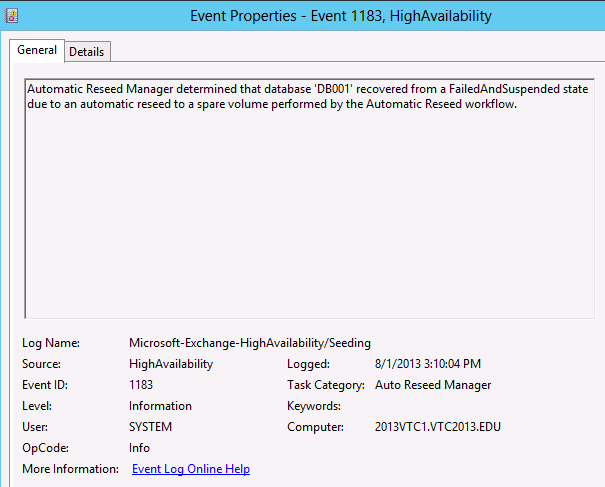 Event Properties - Event 1183, HighAvailability
General Details
Automatic Reseed Manager determined that database 'DB001' recovered from a FailedAndSuspended state
due to an automatic reseed to a spare volume performed by the Automatic Reseed workflow.
Log Name: Microsoft-Exchange-HighAvailability/Seeding
Source: HighAvailability Logged: 8/1/2013 3:10:04 PM
Event ID: 1183 Task Category: Auto Reseed Manager
Level: Information Keywords:
User: SYSTEM Computer: 2013VTC1.VTC2013.EDU
OpCode: Info
More Information: Event Log Online Help